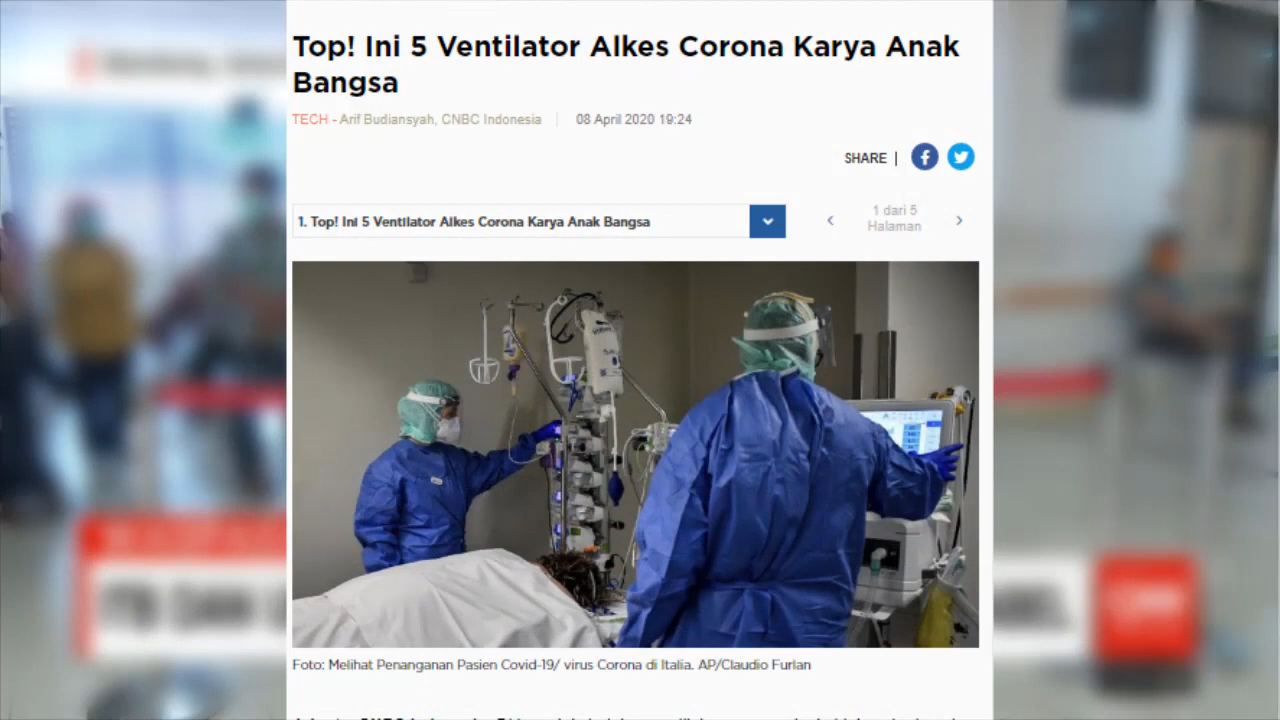 Top! Ini 5 Ventilator Alkes Corona Karya Anak
Bangsa
TECH - Arif Budiansyah, CNBC Indonesia
08 April 2020 19:24
SHARE |
1. Top! Ini 5 Ventilator Alkes Corona Karya Anak Bangsa
1 dari 5
Halaman
Foto: Melihat Penanganan Pasien Covid-19/ virus Corona di Italia. AP/Claudio Furlan